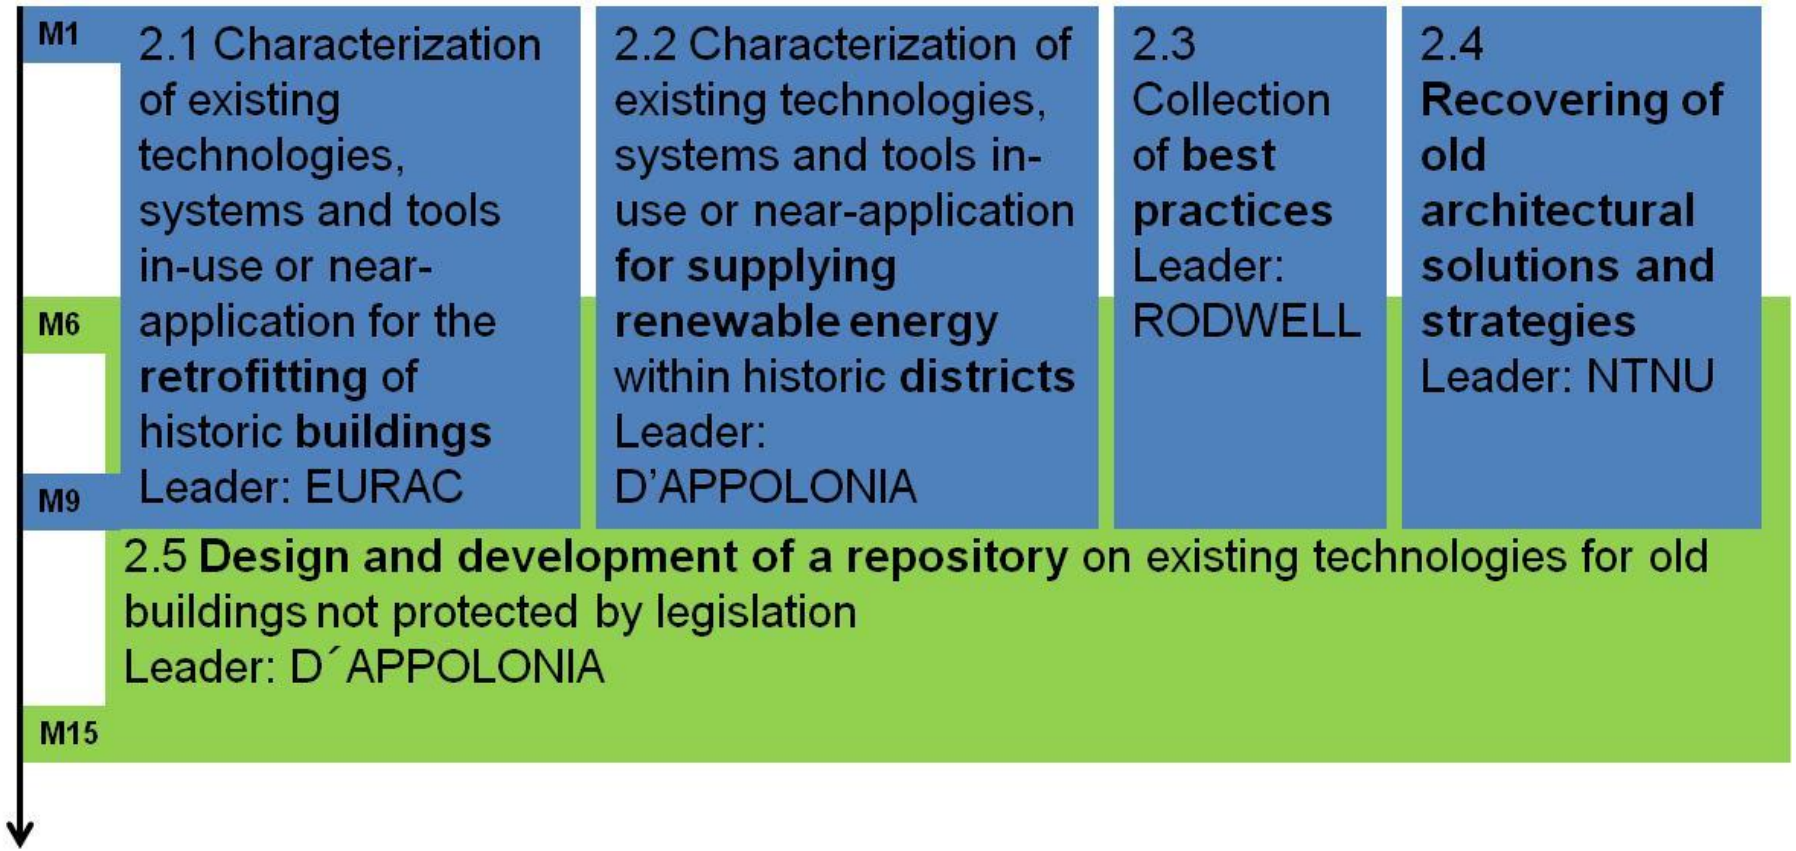 M1
2.1 Characterization
of existing
technologies,
systems and tools
in-use or near-
application for the
retrofitting of
historic buildings
Leader: EURAC
2.2 Characterization of
existing technologies,
systems and tools in-
use or near-application
for supplying
renewable energy
within historic districts
Leader:
D’APPOLONIA
2.3
Collection
of best
practices
Leader:
RODWELL
2.4
Recovering of
old
architectural
solutions and
strategies
Leader: NTNU
M6
M9
2.5 Design and development of a repository on existing technologies for old
buildings not protected by legislation
Leader: D´APPOLONIA
M15